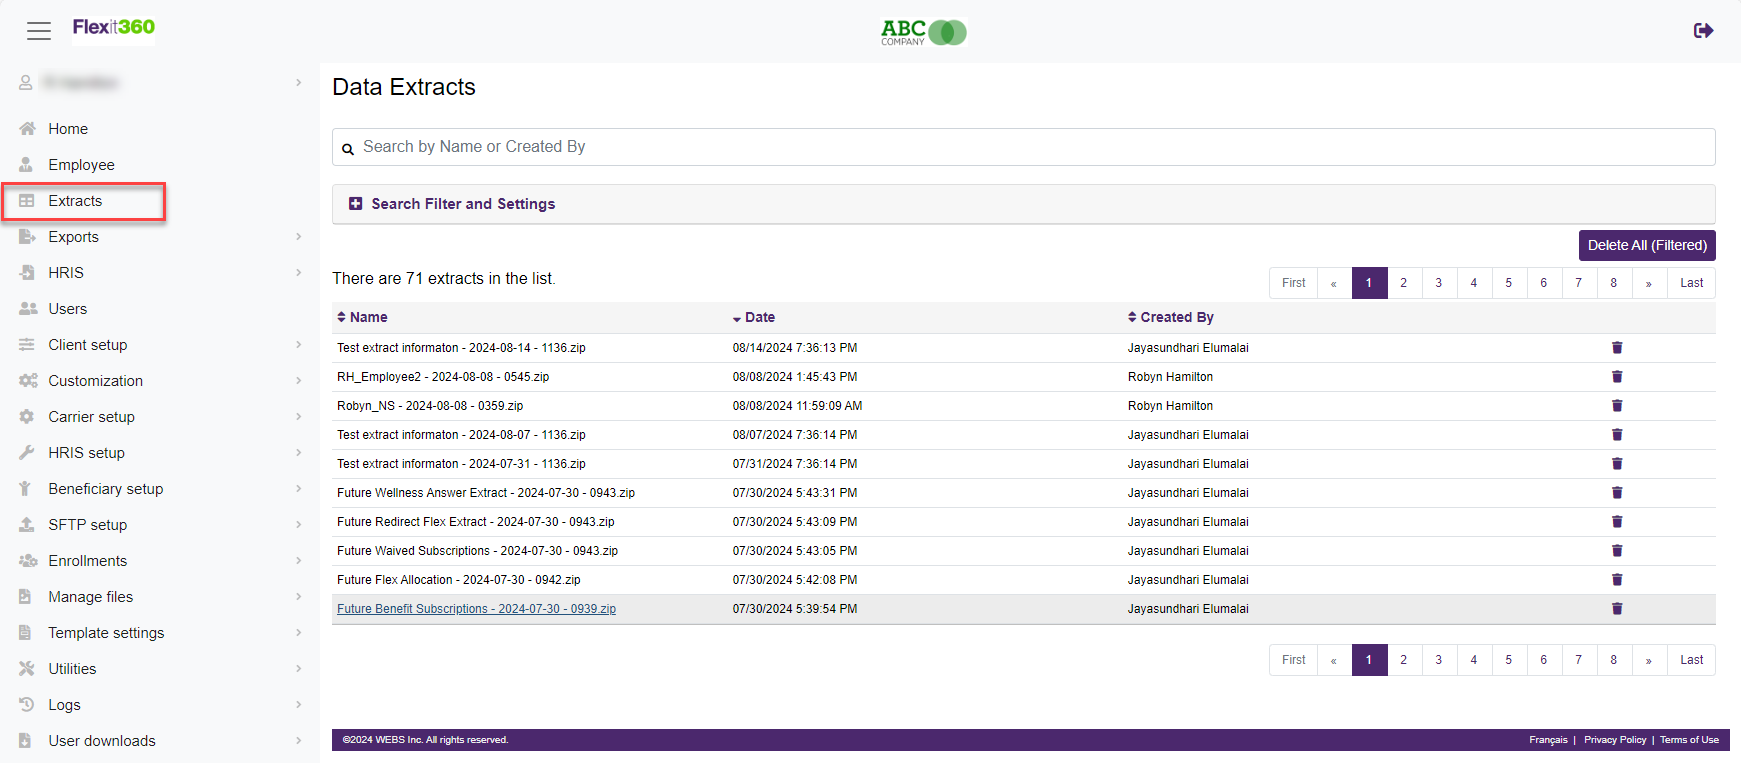 Flexit360
ABC
COMPANY
Home
Employee
Extracts
Exports
HRIS
Users
Client setup
Customization
Carrier setup
HRIS setup
Beneficiary setup
SFTP setup
Enrollments
Manage files
Template settings
Utilities
Logs
User downloads
Data Extracts
Search by Name or Created By
Search Filter and Settings
Delete All (Filtered)
There are 71 extracts in the list.
First « 1 2 3 4 5 6 7 8 » Last
Name Date Created By
Test extract informaton - 2024-08-14 - 1136.zip 08/14/2024 7:36:13 PM Jayasundhari Elumalai
RH_Employee2 - 2024-08-08 - 0545.zip 08/08/2024 1:45:43 PM Robyn Hamilton
Robyn_NS - 2024-08-08 - 0359.zip 08/08/2024 11:59:09 AM Robyn Hamilton
Test extract informaton - 2024-08-07 - 1136.zip 08/07/2024 7:36:14 PM Jayasundhari Elumalai
Test extract informaton - 2024-07-31 - 1136.zip 07/31/2024 7:36:14 PM Jayasundhari Elumalai
Future Wellness Answer Extract - 2024-07-30 - 0943.zip 07/30/2024 5:43:31 PM Jayasundhari Elumalai
Future Redirect Flex Extract - 2024-07-30 - 0943.zip 07/30/2024 5:43:09 PM Jayasundhari Elumalai
Future Waived Subscriptions - 2024-07-30 - 0943.zip 07/30/2024 5:43:05 PM Jayasundhari Elumalai
Future Flex Allocation - 2024-07-30 - 0942.zip 07/30/2024 5:42:08 PM Jayasundhari Elumalai
Future Benefit Subscriptions - 2024-07-30 - 0939.zip 07/30/2024 5:39:54 PM Jayasundhari Elumalai
First « 1 2 3 4 5 6 7 8 » Last
©2024 WEBS Inc. All rights reserved. Français | Privacy Policy | Terms of Use